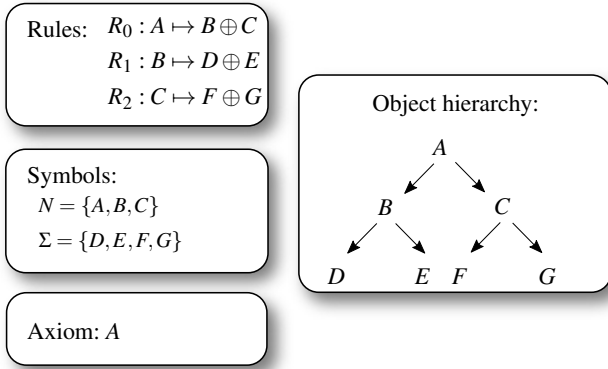 Rules: R₀ : A ↦ B ⊕ C
R₁ : B ↦ D ⊕ E
R₂ : C ↦ F ⊕ G
Symbols:
N = {A, B, C}
Σ = {D, E, F, G}
Axiom: A
Object hierarchy:
A
B C
D E F G